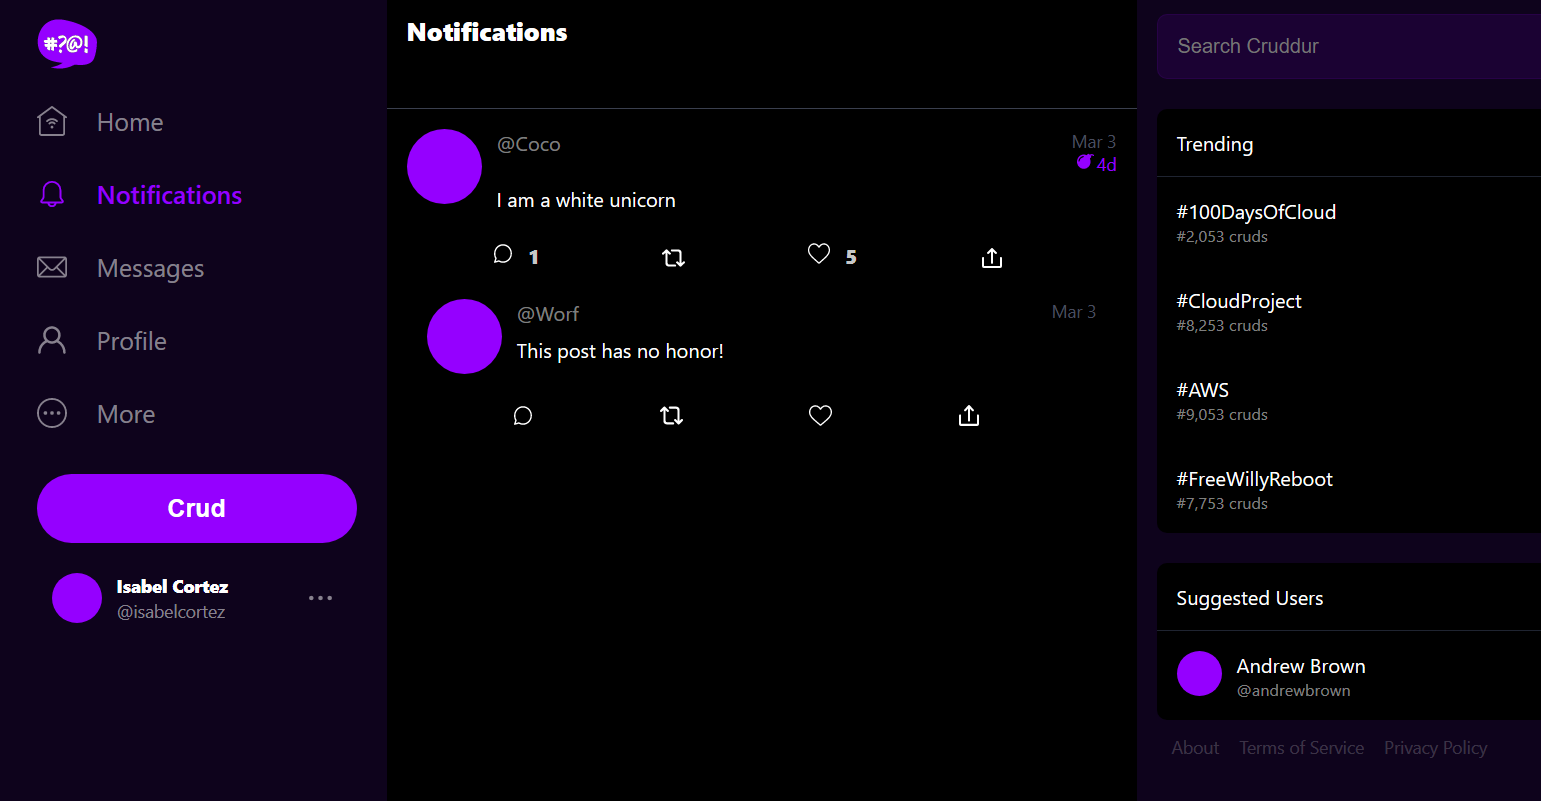 #?@!
Home
Notifications
Messages
Profile
More
Crud
Isabel Cortez
@isabelcortez
Notifications
@Coco
Mar 3
4d
I am a white unicorn
1
5
@Worf
Mar 3
This post has no honor!
Search Cruddur
Trending
#100DaysOfCloud
#2,053 cruds
#CloudProject
#8,253 cruds
#AWS
#9,053 cruds
#FreeWillyReboot
#7,753 cruds
Suggested Users
Andrew Brown
@andrewbrown
About Terms of Service Privacy Policy